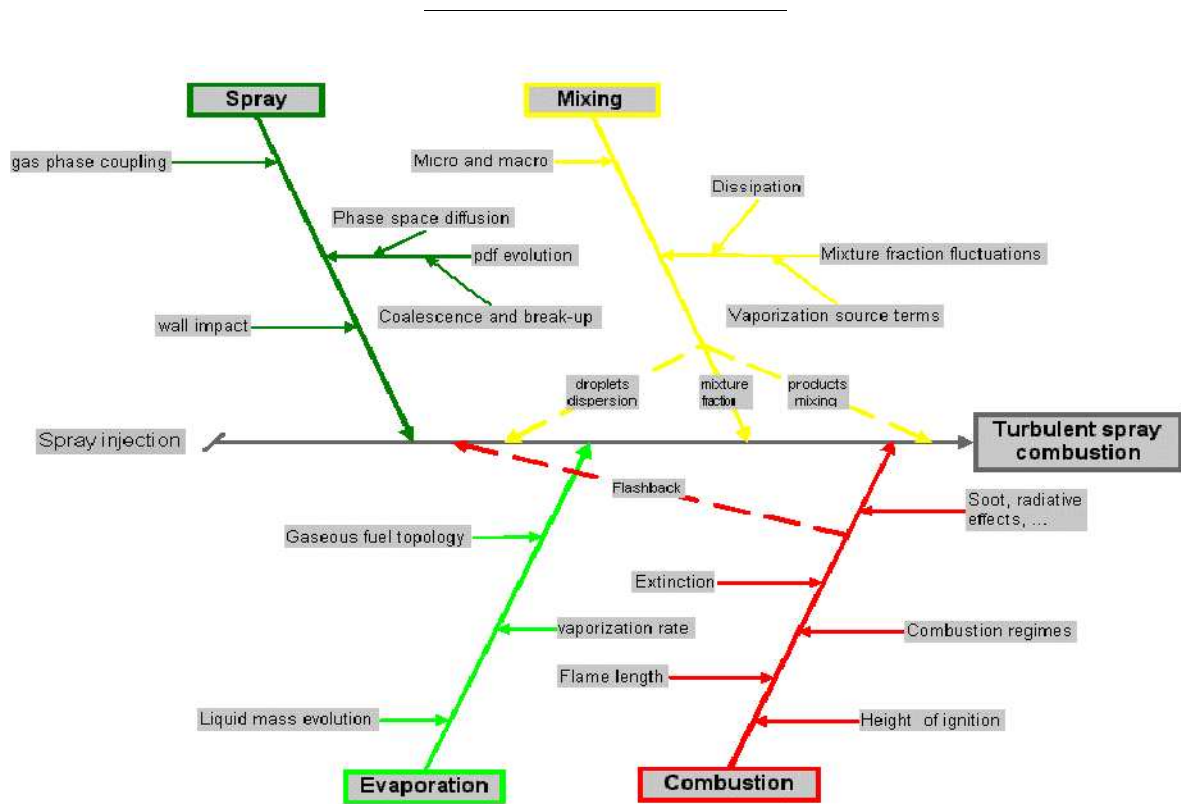 Spray
Mixing
gas phase coupling
Micro and macro
Dissipation
Phase space diffusion
pdf evolution
Mixture fraction fluctuations
Coalescence and break-up
Vaporization source terms
wall impact
droplets
dispersion
mixture
fraction
products
mixing
Spray injection
Turbulent spray
combustion
Flashback
Soot, radiative
effects, ...
Gaseous fuel topology
Extinction
vaporization rate
Combustion regimes
Flame length
Liquid mass evolution
Height of ignition
Evaporation
Combustion